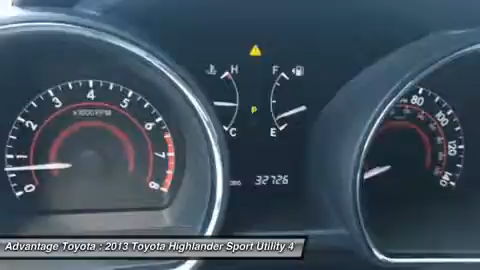 H
F
C
P
E
0 1 2 3 4 5 6 7 8
x1000 RPM
80 100 120 140
32726
Advantage Toyota : 2013 Toyota Highlander Sport Utility 4